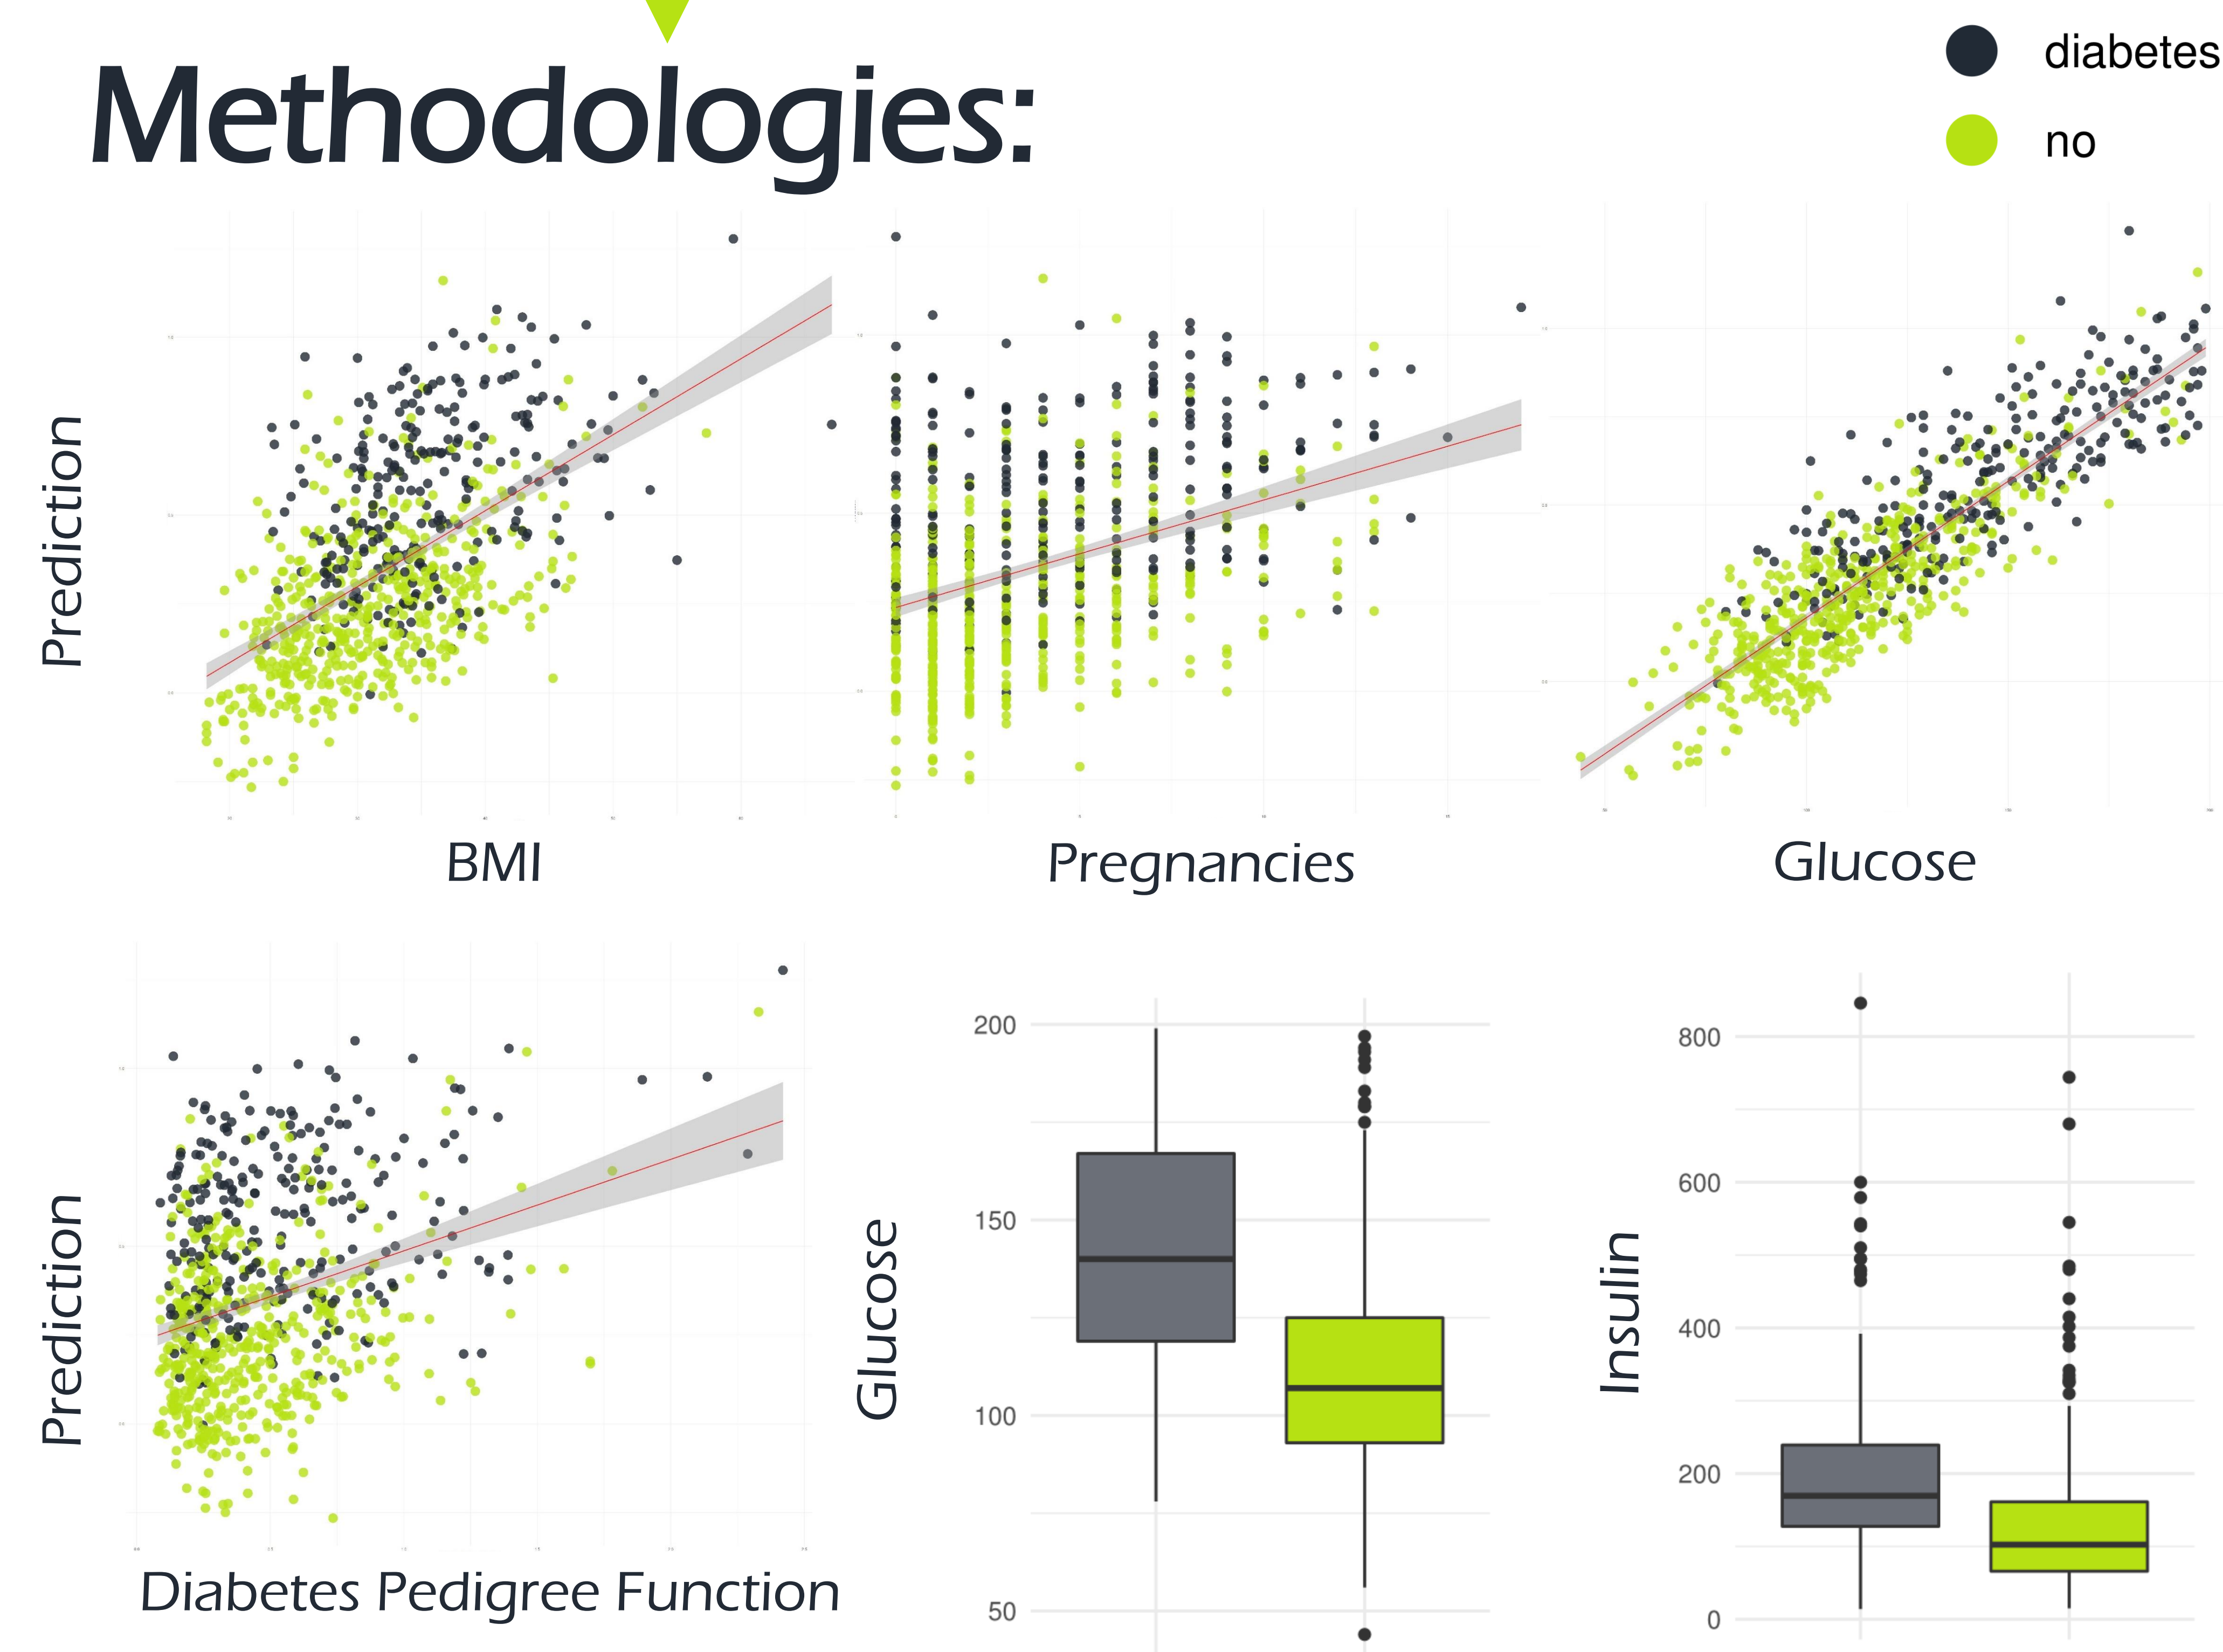 diabetes
Methodologies:
no
Prediction
BMI
Pregnancies
Glucose
Prediction
Diabetes Pedigree Function
Glucose
200
150
100
50
Insulin
800
600
400
200
0